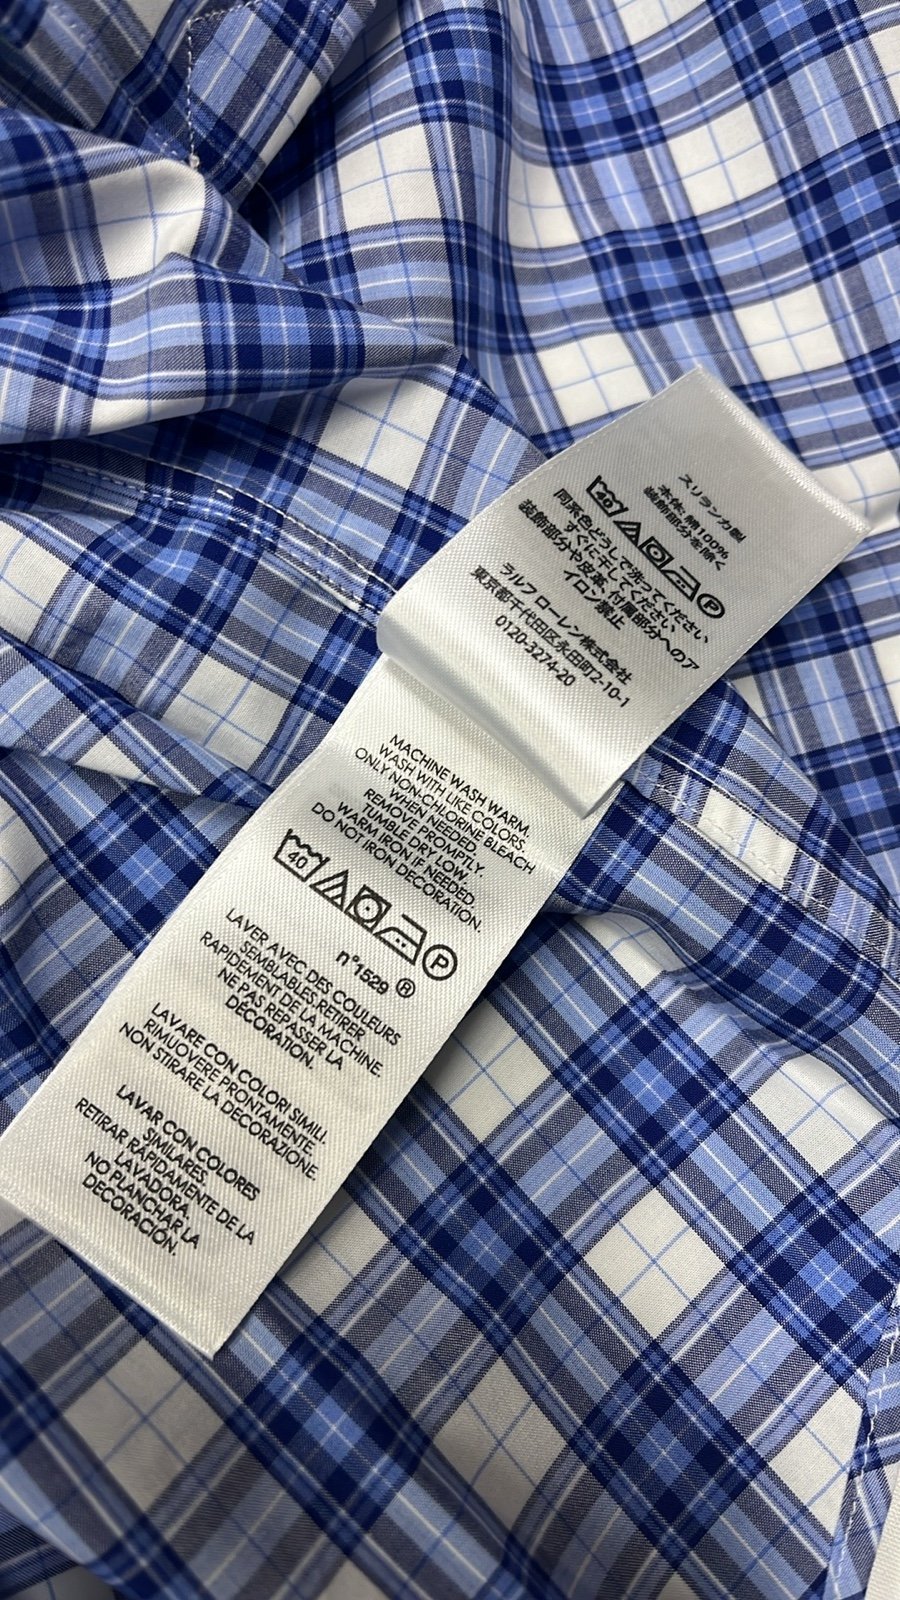 スリランカ製
本体: 綿100%
装飾部分を除く
40 P
同系色どうしで洗ってください
すぐに干してください
装飾部分や皮革、付属部分へのア
イロン禁止
ラルフ ローレン株式会社
東京都千代田区永田町2-10-1
0120-3274-20
MACHINE WASH WARM.
WASH WITH LIKE COLORS.
ONLY NON-CHLORINE BLEACH
WHEN NEEDED.
REMOVE PROMPTLY.
TUMBLE DRY LOW.
WARM IRON IF NEEDED.
DO NOT IRON DECORATION.
40 P
n°1529 ®
LAVER AVEC DES COULEURS
SEMBLABLES.RETIRER
RAPIDEMENT DE LA MACHINE.
NE PAS REPASSER LA
DÉCORATION.
LAVARE CON COLORI SIMILI.
RIMUOVERE PRONTAMENTE.
NON STIRARE LA DECORAZIONE.
LAVAR CON COLORES
SIMILARES.
RETIRAR RÁPIDAMENTE DE LA
LAVADORA.
NO PLANCHAR LA
DECORACIÓN.